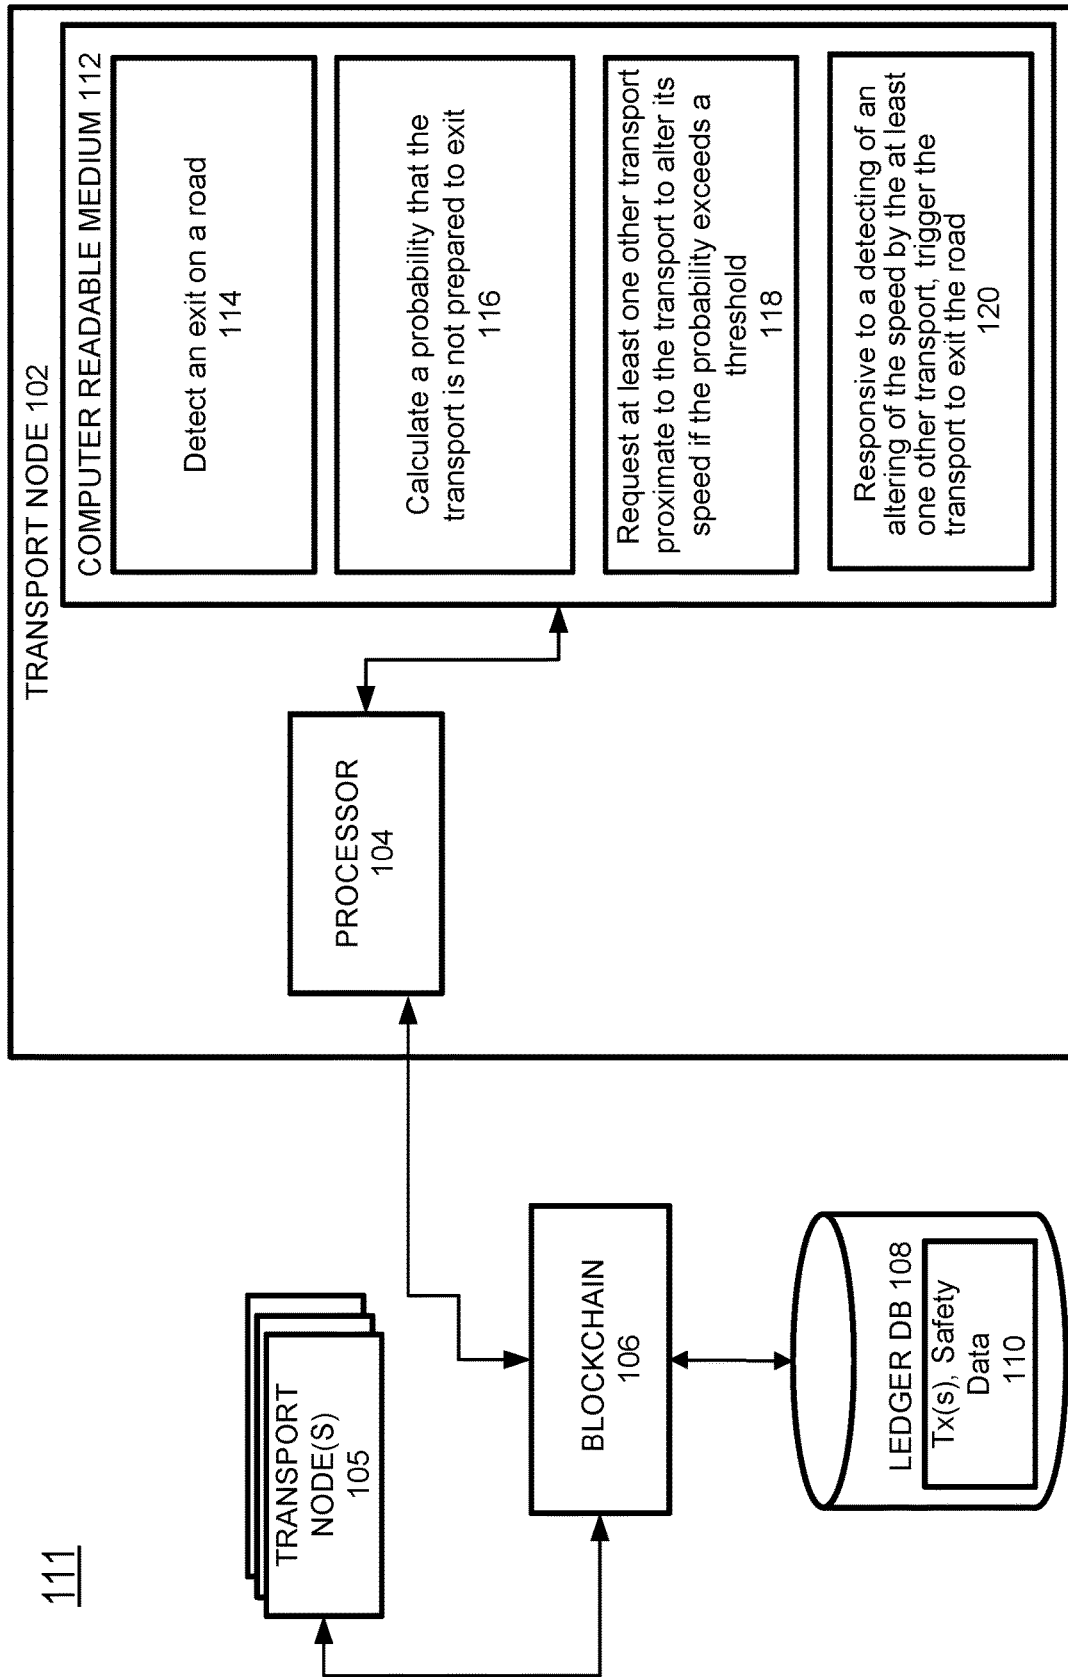 111
TRANSPORT NODE 102
COMPUTER READABLE MEDIUM 112
Detect an exit on a road
114
Calculate a probability that the
transport is not prepared to exit
116
Request at least one other transport
proximate to the transport to alter its
speed if the probability exceeds a
threshold
118
Responsive to a detecting of an
altering of the speed by the at least
one other transport, trigger the
transport to exit the road
120
PROCESSOR
104
TRANSPORT
NODE(S)
105
BLOCKCHAIN
106
LEDGER DB 108
Tx(s), Safety
Data
110